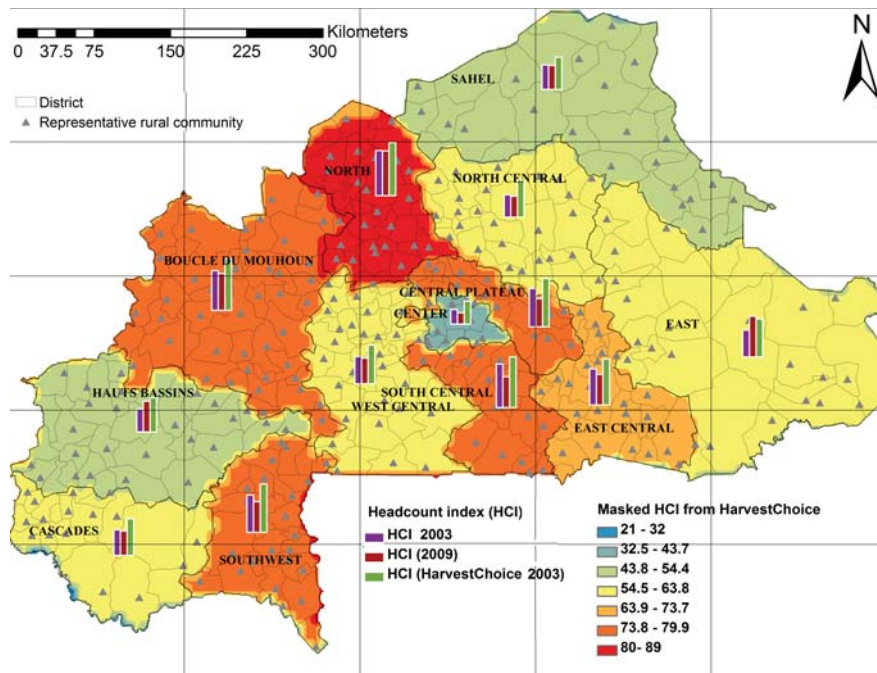 Kilometers
0 37.5 75 150 225 300
N
District
Representative rural community
SAHEL
NORTH
NORTH CENTRAL
BOUCLE DU MOUHOUN
CENTRAL PLATEAU
CENTER
EAST
HAUTS BASSINS
SOUTH CENTRAL
WEST CENTRAL
EAST CENTRAL
CASCADES
SOUTHWEST
Headcount index (HCI)
HCI 2003
HCI (2009)
HCI (HarvestChoice 2003)
Masked HCI from HarvestChoice
21 - 32
32.5 - 43.7
43.8 - 54.4
54.5 - 63.8
63.9 - 73.7
73.8 - 79.9
80- 89